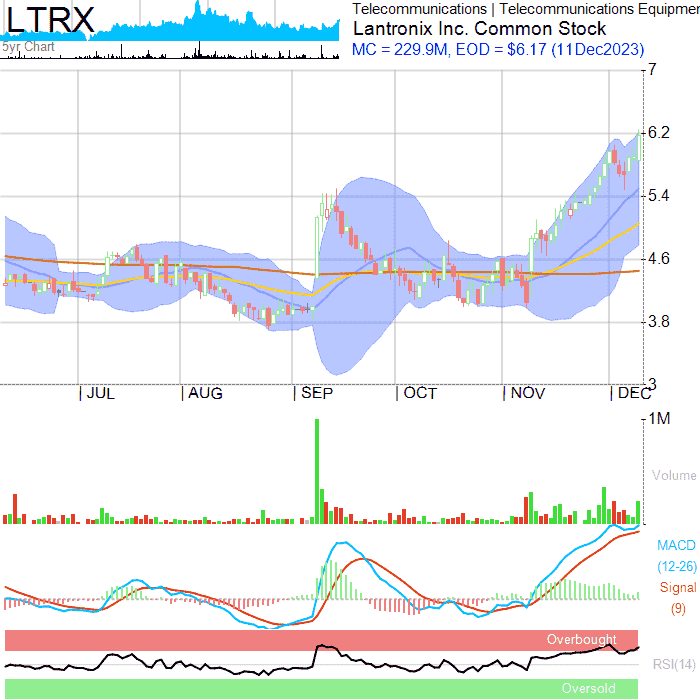 LTRX
Telecommunications | Telecommunications Equipmen
Lantronix Inc. Common Stock
5yr Chart
MC = 229.9M, EOD = $6.17 (11Dec2023)
7
6.2
5.4
4.6
3.8
3
| JUL | AUG | SEP | OCT | NOV | DEC
1M
Volume
MACD
(12-26)
Signal
(9)
Overbought
RSI(14)
Oversold